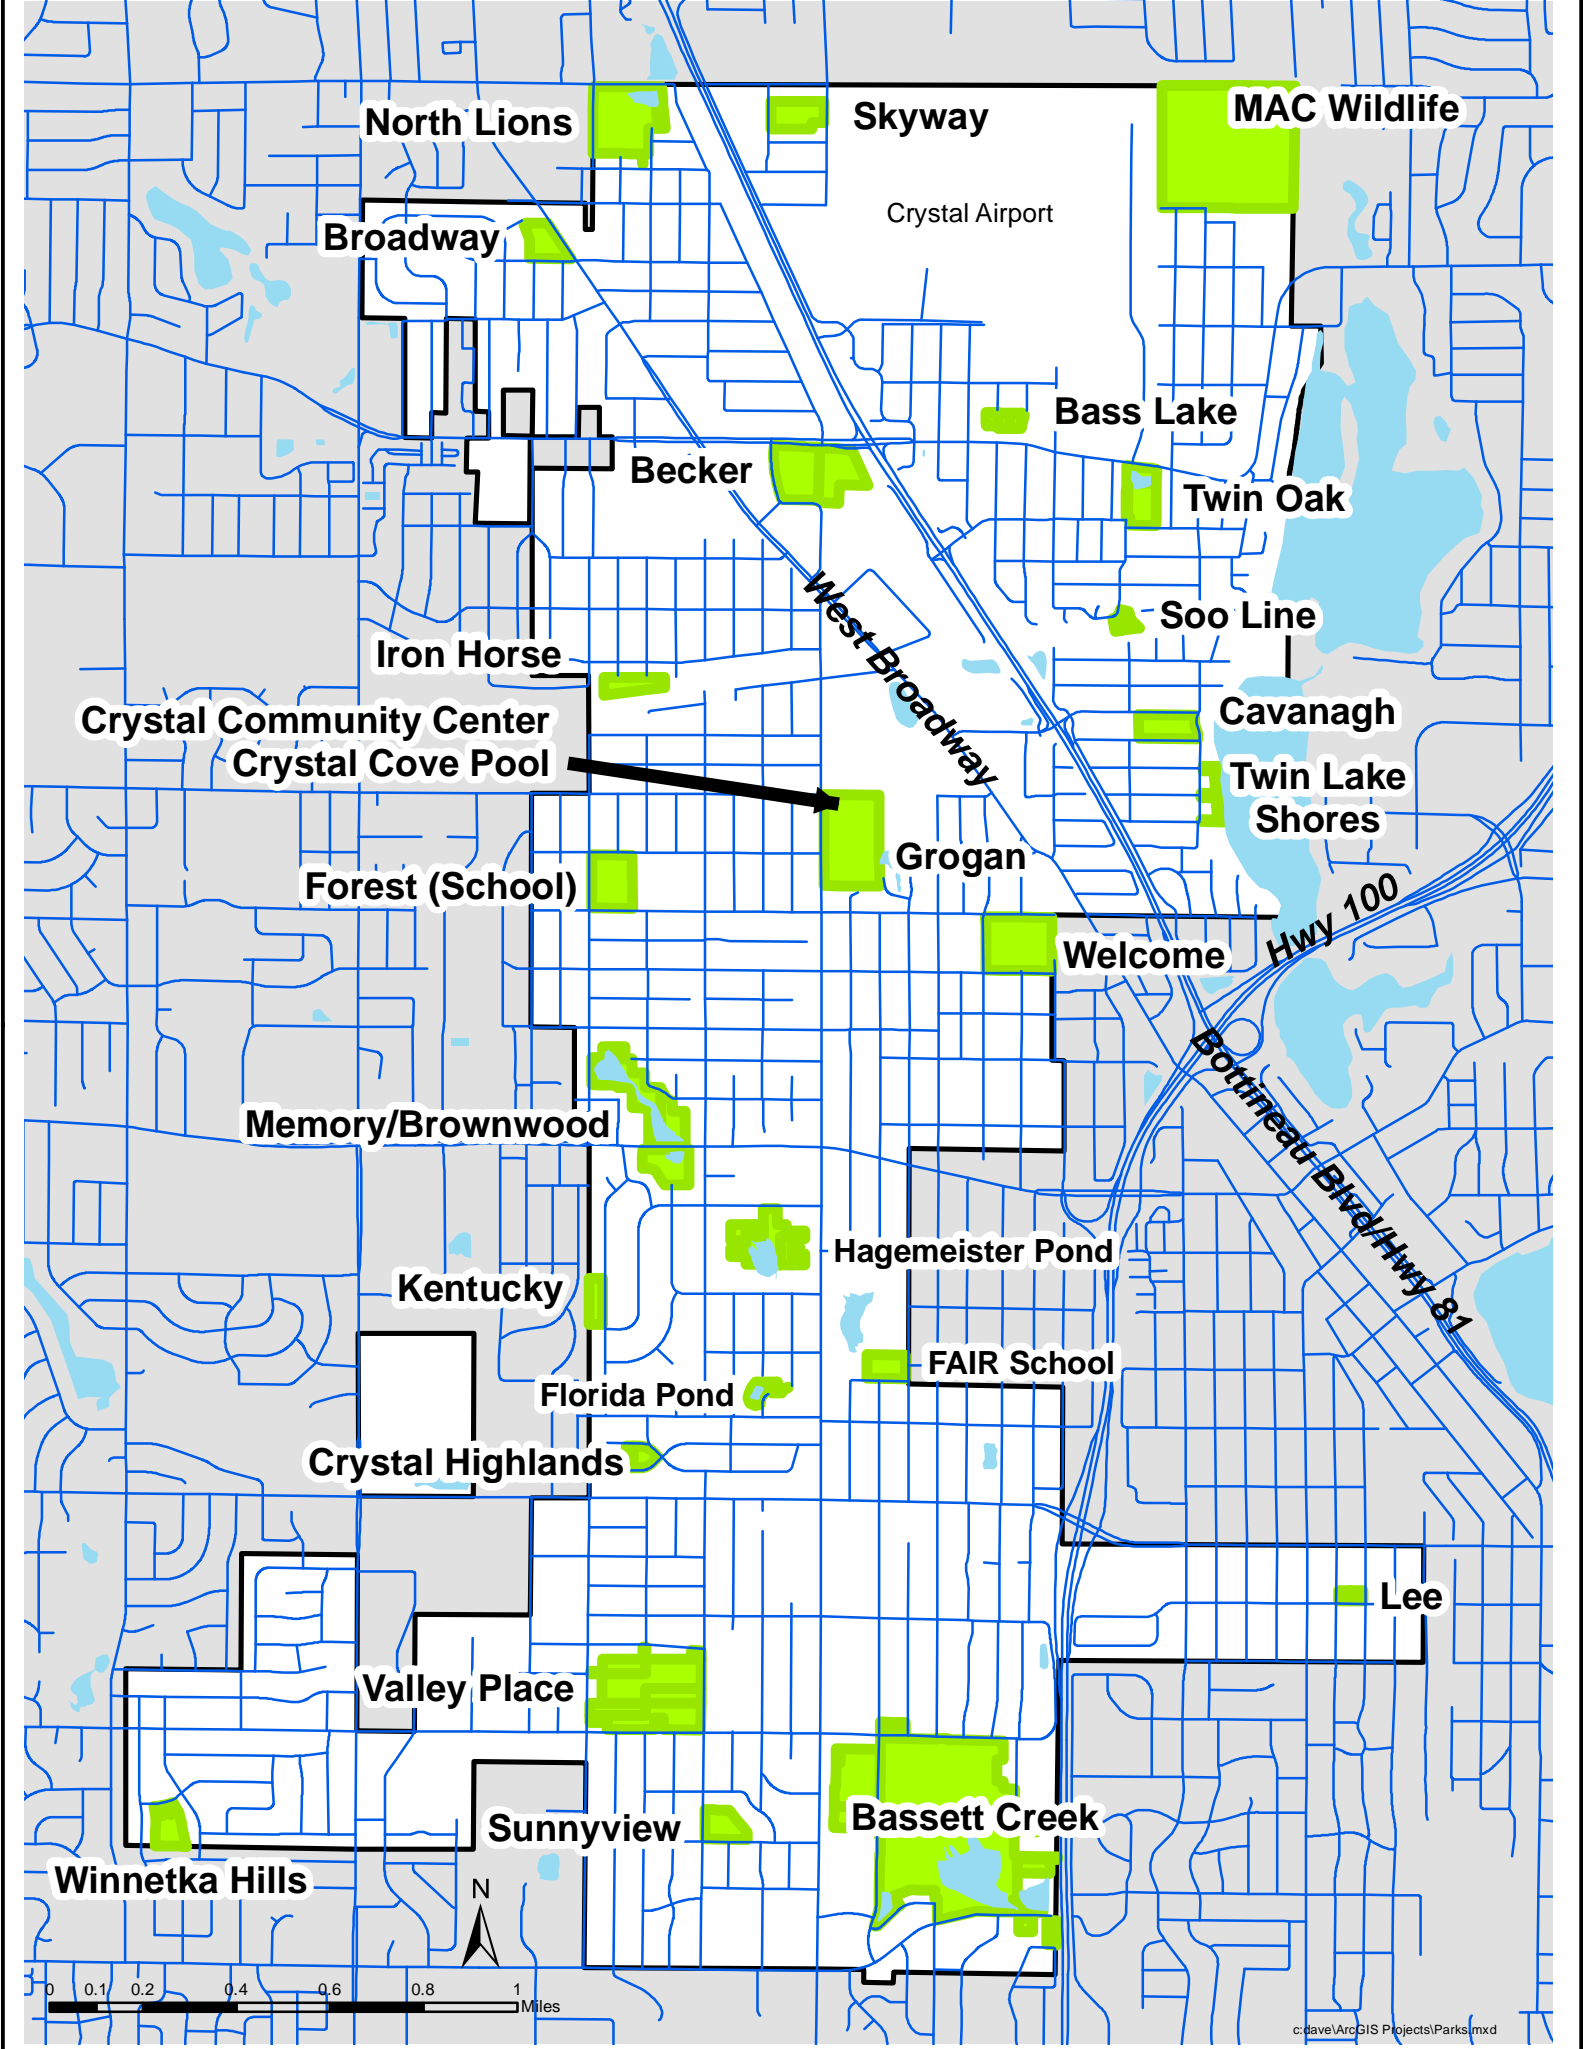 North Lions
Skyway
MAC Wildlife
Crystal Airport
Broadway
Bass Lake
Becker
Twin Oak
West Broadway
Soo Line
Iron Horse
Crystal Community Center
Crystal Cove Pool
Cavanagh
Twin Lake
Shores
Grogan
Forest (School)
Hwy 100
Welcome
Bottineau Blvd/Hwy 81
Memory/Brownwood
Hagemeister Pond
Kentucky
FAIR School
Florida Pond
Crystal Highlands
Lee
Valley Place
Bassett Creek
Sunnyview
Winnetka Hills
N
0 0.1 0.2 0.4 0.6 0.8 1
Miles
c:dave\ArcGIS Projects\Parks.mxd